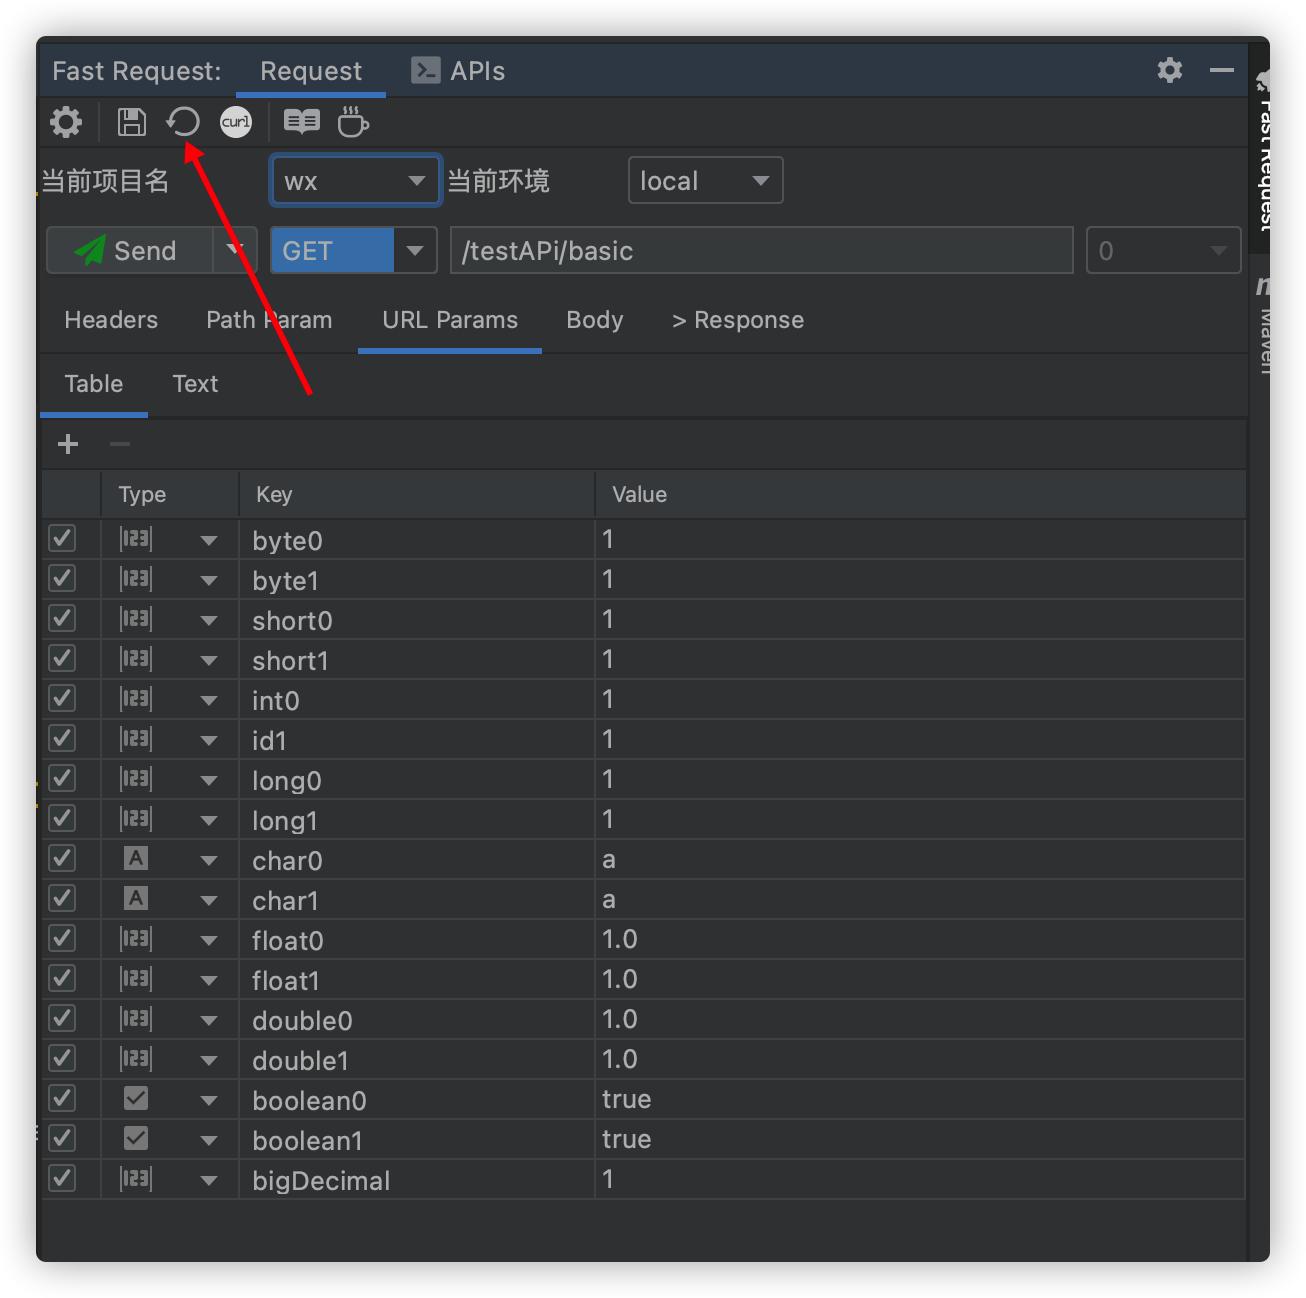 Fast Request: Request APIs
curl
当前项目名 wx 当前环境 local
Send GET /testAPi/basic 0
Headers Path Param URL Params Body > Response
Table Text
Type Key Value
123 byte0 1
123 byte1 1
123 short0 1
123 short1 1
123 int0 1
123 id1 1
123 long0 1
123 long1 1
A char0 a
A char1 a
123 float0 1.0
123 float1 1.0
123 double0 1.0
123 double1 1.0
boolean0 true
boolean1 true
123 bigDecimal 1
Fast Request
m
Maven